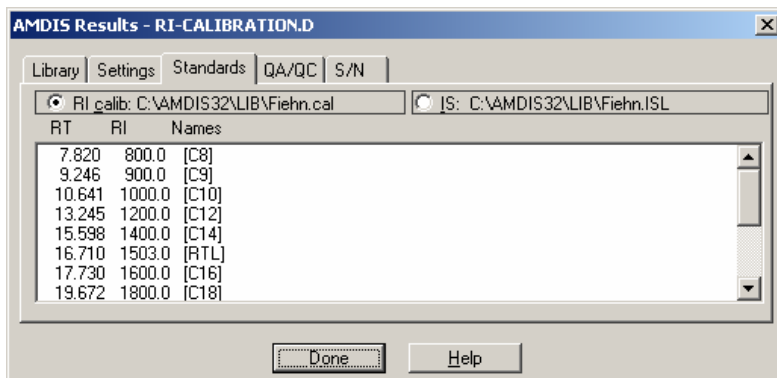 AMDIS Results - RI-CALIBRATION.D
Library Settings Standards QA/QC S/N
RI calib: C:\AMDIS32\LIB\Fiehn.cal IS: C:\AMDIS32\LIB\Fiehn.ISL
RT RI Names
7.820 800.0 [C8]
9.246 900.0 [C9]
10.641 1000.0 [C10]
13.245 1200.0 [C12]
15.598 1400.0 [C14]
16.710 1503.0 [RTL]
17.730 1600.0 [C16]
19.672 1800.0 [C18]
Done Help